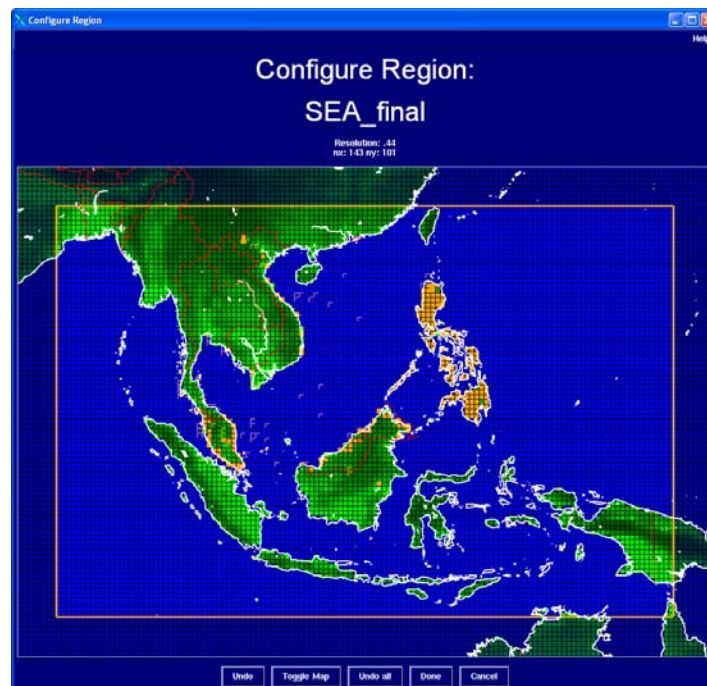 Configure Region
Help
Configure Region:
SEA_final
Resolution: .44
nx: 143 ny: 101
Undo
Toggle Map
Undo all
Done
Cancel